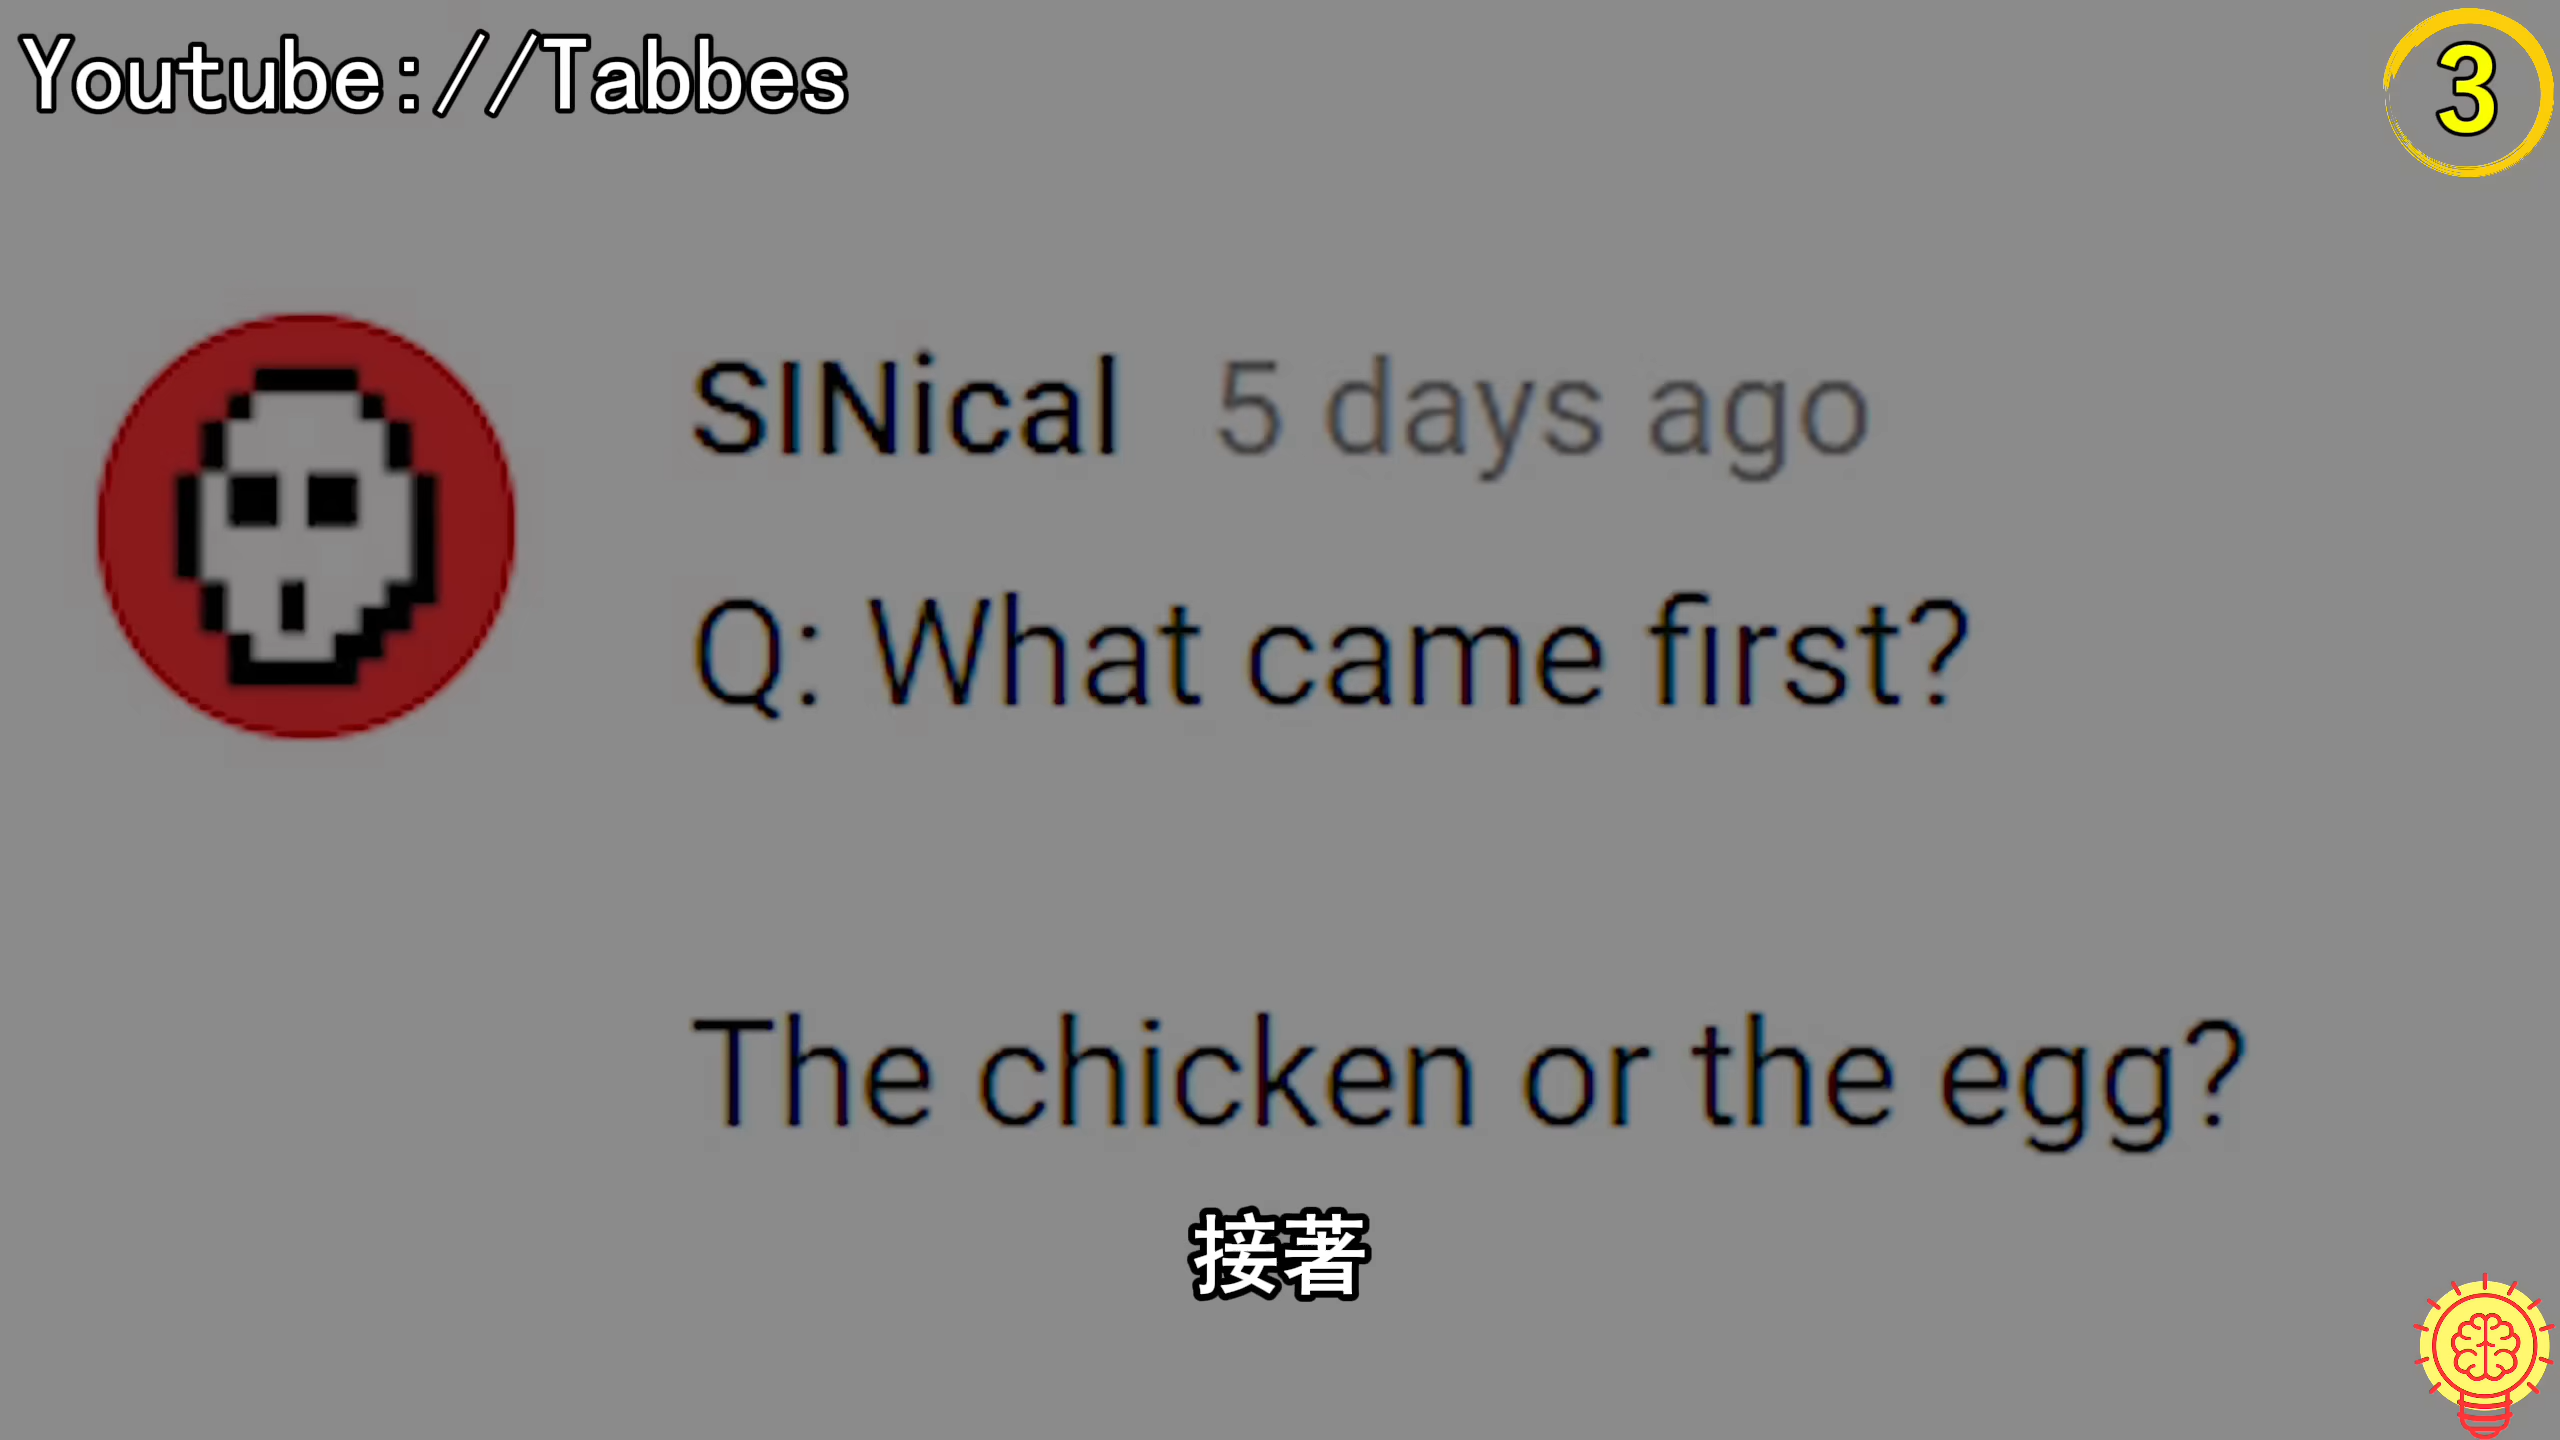 Youtube://Tabbes
3
SINical 5 days ago
Q: What came first?
The chicken or the egg?
接著